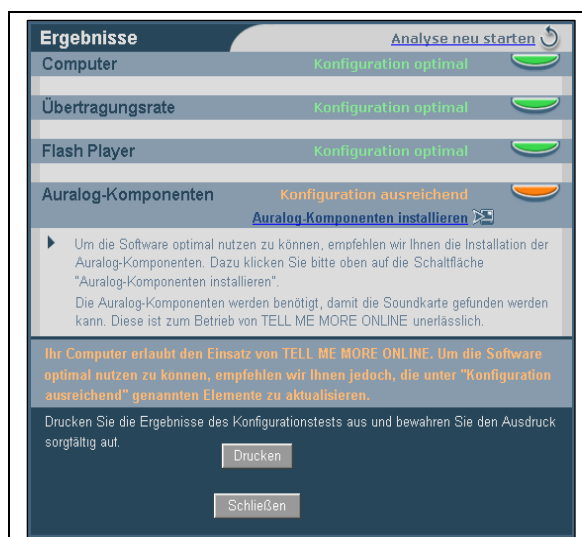 Ergebnisse Analyse neu starten
Computer Konfiguration optimal
Übertragungsrate Konfiguration optimal
Flash Player Konfiguration optimal
Auralog-Komponenten Konfiguration ausreichend
Auralog-Komponenten installieren
Um die Software optimal nutzen zu können, empfehlen wir Ihnen die Installation der
Auralog-Komponenten. Dazu klicken Sie bitte oben auf die Schaltfläche
"Auralog-Komponenten installieren".
Die Auralog-Komponenten werden benötigt, damit die Soundkarte gefunden werden
kann. Diese ist zum Betrieb von TELL ME MORE ONLINE unerlässlich.
Ihr Computer erlaubt den Einsatz von TELL ME MORE ONLINE. Um die Software
optimal nutzen zu können, empfehlen wir Ihnen jedoch, die unter "Konfiguration
ausreichend" genannten Elemente zu aktualisieren.
Drucken Sie die Ergebnisse des Konfigurationstests aus und bewahren Sie den Ausdruck
sorgfältig auf.
Drucken
Schließen